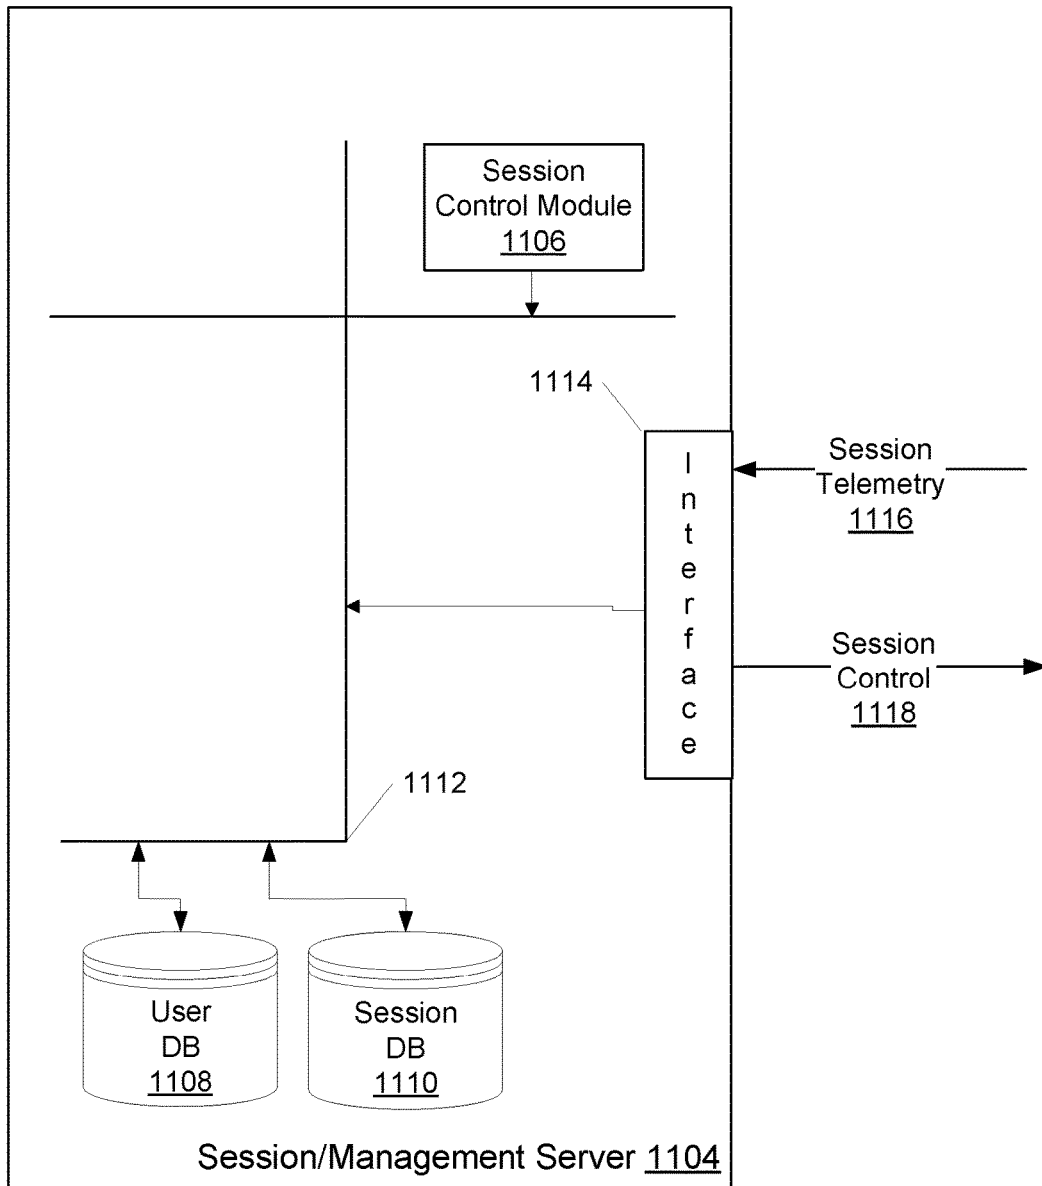 Session
Control Module
1106
1114
Interface
Session
Telemetry
1116
Session
Control
1118
1112
User
DB
1108
Session
DB
1110
Session/Management Server 1104